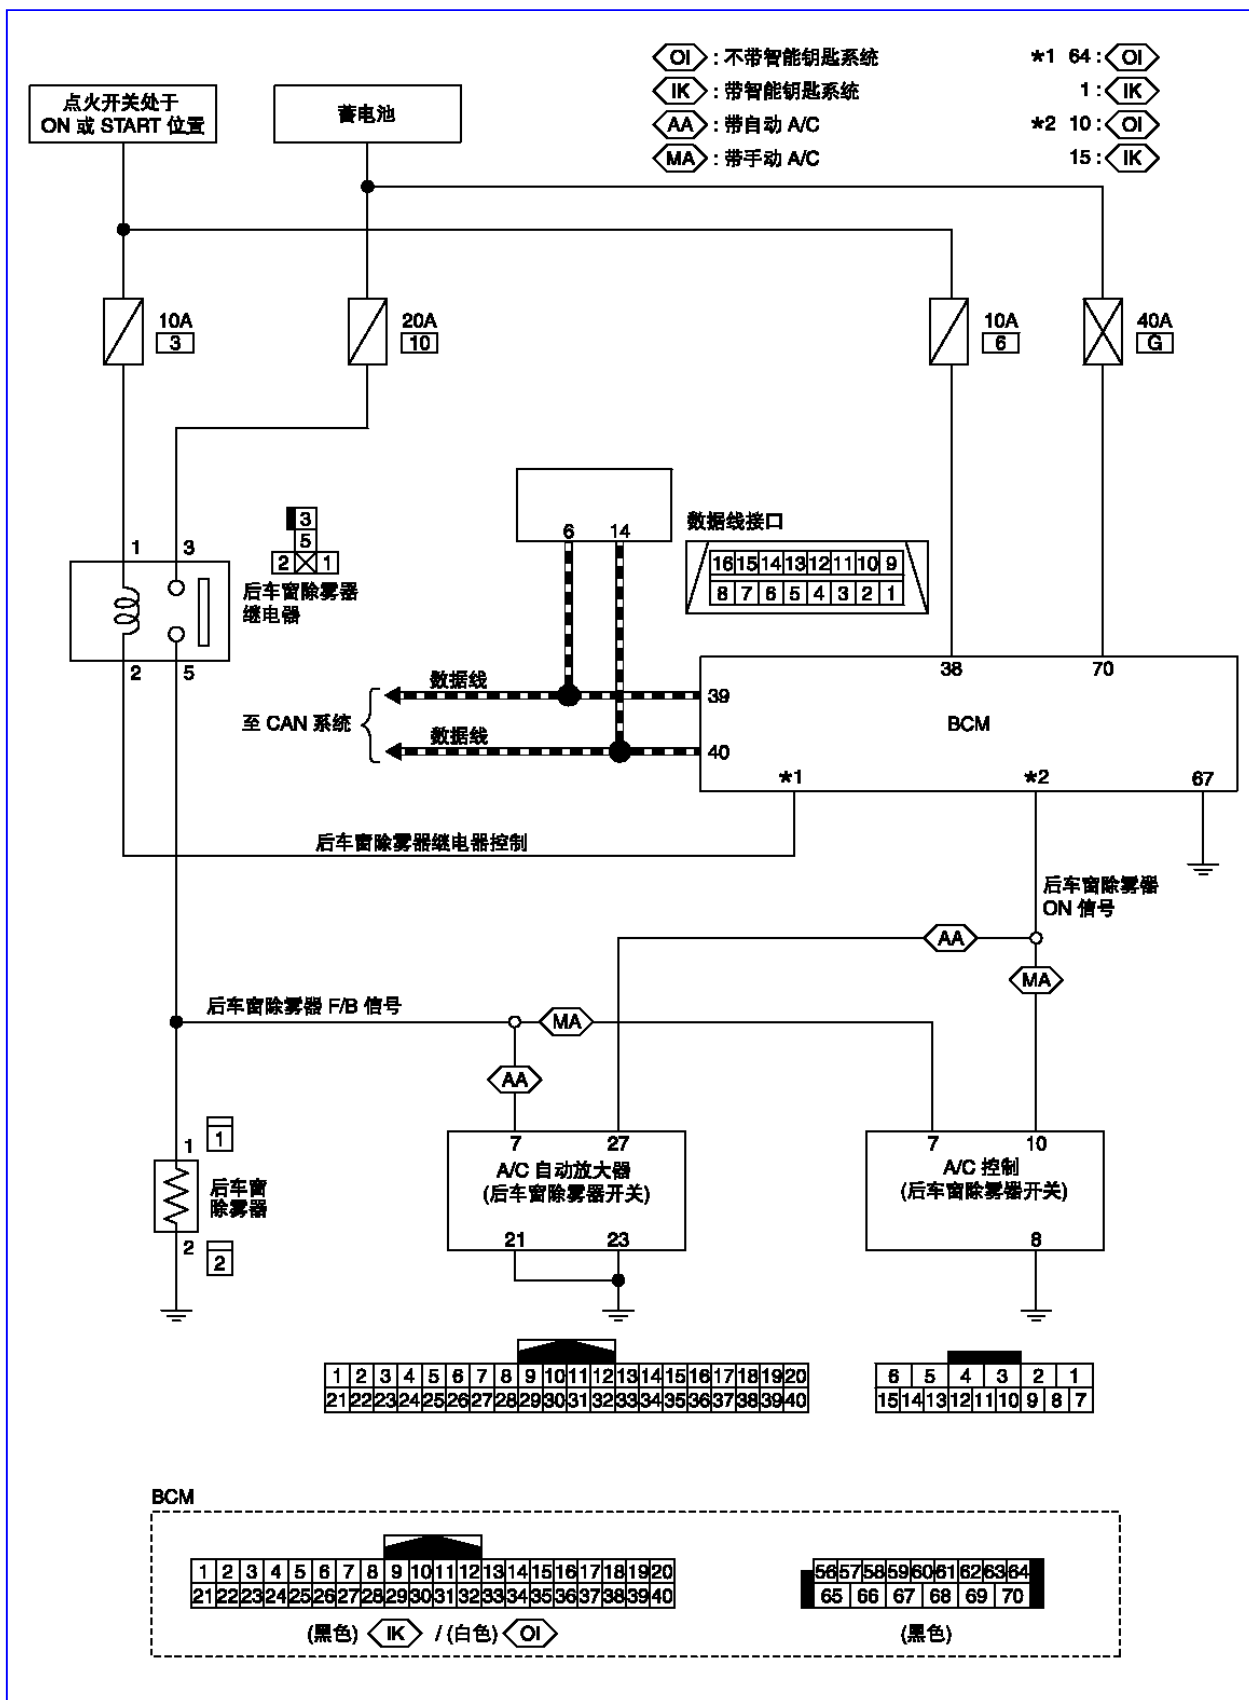 OI : 不带智能钥匙系统
IK : 带智能钥匙系统
AA : 带自动 A/C
MA : 带手动 A/C
*1 64 : OI
1 : IK
*2 10 : OI
15 : IK
点火开关处于
ON 或 START 位置
蓄电池
10A
3
20A
10
10A
6
40A
G
1
3
3
5
2 1
后车窗除雾器
继电器
2
5
6 14
数据线接口
16 15 14 13 12 11 10 9
8 7 6 5 4 3 2 1
38
70
数据线
39
至 CAN 系统
BCM
数据线
40
*1
*2
67
后车窗除雾器继电器控制
后车窗除雾器
ON 信号
AA
MA
后车窗除雾器 F/B 信号
MA
AA
1
1
后车窗
除雾器
2
2
7 27
A/C 自动放大器
(后车窗除雾器开关)
21 23
7 10
A/C 控制
(后车窗除雾器开关)
8
1 2 3 4 5 6 7 8 9 10 11 12 13 14 15 16 17 18 19 20
21 22 23 24 25 26 27 28 29 30 31 32 33 34 35 36 37 38 39 40
6 5 4 3 2 1
15 14 13 12 11 10 9 8 7
BCM
1 2 3 4 5 6 7 8 9 10 11 12 13 14 15 16 17 18 19 20
21 22 23 24 25 26 27 28 29 30 31 32 33 34 35 36 37 38 39 40
(黑色) IK / (白色) OI
56 57 58 59 60 61 62 63 64
65 66 67 68 69 70
(黑色)